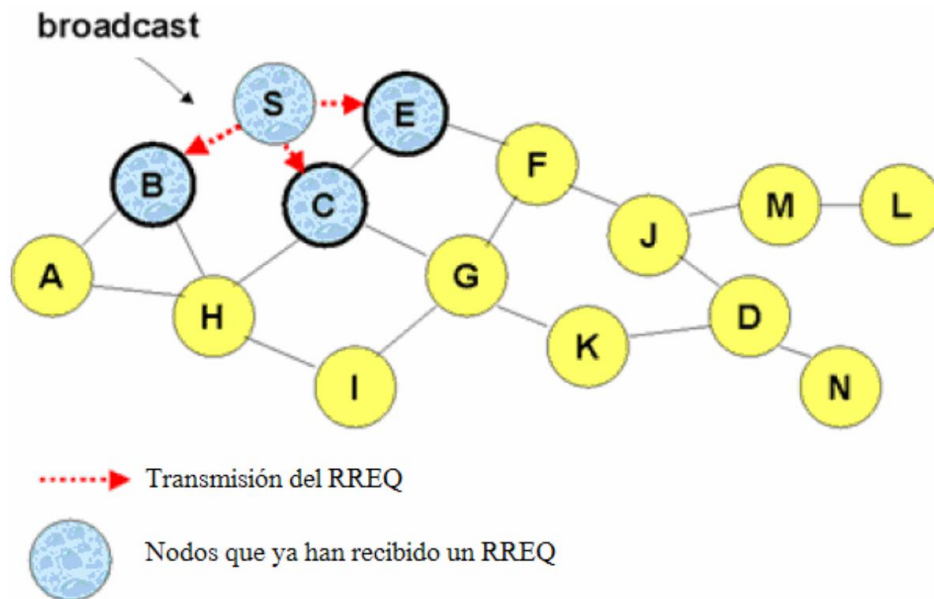 broadcast
S
E
B
C
F
M
L
J
A
G
H
D
K
I
N
Transmisión del RREQ
Nodos que ya han recibido un RREQ